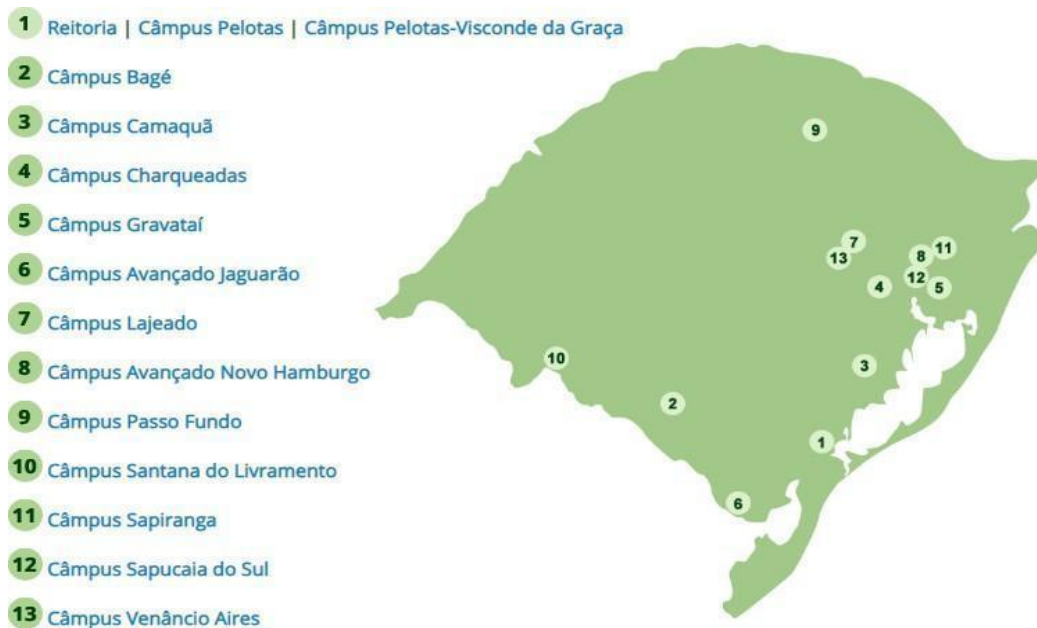 1 Reitoria | Câmpus Pelotas | Câmpus Pelotas-Visconde da Graça
2 Câmpus Bagé
3 Câmpus Camaquã
4 Câmpus Charqueadas
5 Câmpus Gravataí
6 Câmpus Avançado Jaguarão
7 Câmpus Lajeado
8 Câmpus Avançado Novo Hamburgo
9 Câmpus Passo Fundo
10 Câmpus Santana do Livramento
11 Câmpus Sapiranga
12 Câmpus Sapucaia do Sul
13 Câmpus Venâncio Aires
9
7
11
8
13
12
4
5
10
3
2
1
6